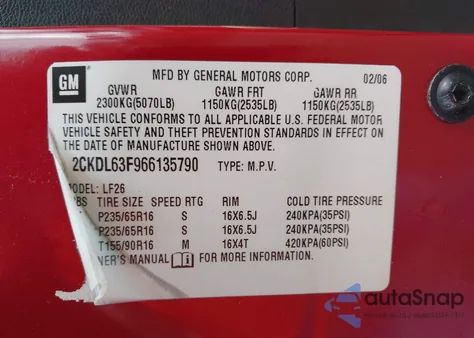 GM
MFD BY GENERAL MOTORS CORP. 02/06
GVWR GAWR FRT GAWR RR
2300KG(5070LB) 1150KG(2535LB) 1150KG(2535LB)
THIS VEHICLE CONFORMS TO ALL APPLICABLE U.S. FEDERAL MOTOR
VEHICLE SAFETY AND THEFT PREVENTION STANDARDS IN EFFECT ON
THE DATE OF MANUFACTURE SHOWN ABOVE.
2CKDL63F966135790 TYPE: M.P.V.
LF26
TIRE SIZE SPEED RTG RIM COLD TIRE PRESSURE
P235/65R16 S 16X6.5J 240KPA(35PSI)
P235/65R16 S 16X6.5J 240KPA(35PSI)
T155/90R16 M 16X4T 420KPA(60PSI)
NER'S MANUAL i FOR MORE INFORMATION.
autoSnap